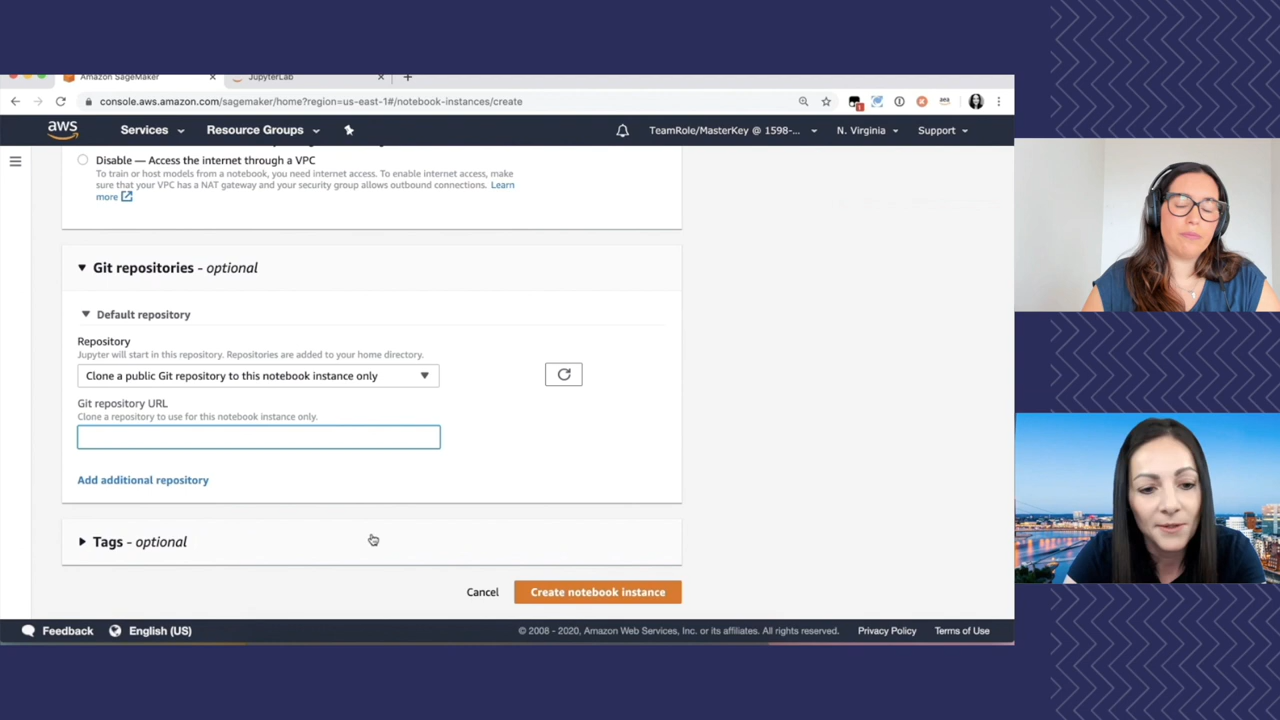 Amazon SageMaker
JupyterLab
console.aws.amazon.com/sagemaker/home?region=us-east-1#/notebook-instances/create
aws
Services
Resource Groups
TeamRole/MasterKey @ 1598-...
N. Virginia
Support
Disable — Access the internet through a VPC
To train or host models from a notebook, you need internet access. To enable internet access, make
sure that your VPC has a NAT gateway and your security group allows outbound connections. Learn
more
Git repositories - optional
Default repository
Repository
Jupyter will start in this repository. Repositories are added to your home directory.
Clone a public Git repository to this notebook instance only
Git repository URL
Clone a repository to use for this notebook instance only.
Add additional repository
Tags - optional
Cancel
Create notebook instance
Feedback
English (US)
© 2008 - 2020, Amazon Web Services, Inc. or its affiliates. All rights reserved.
Privacy Policy
Terms of Use